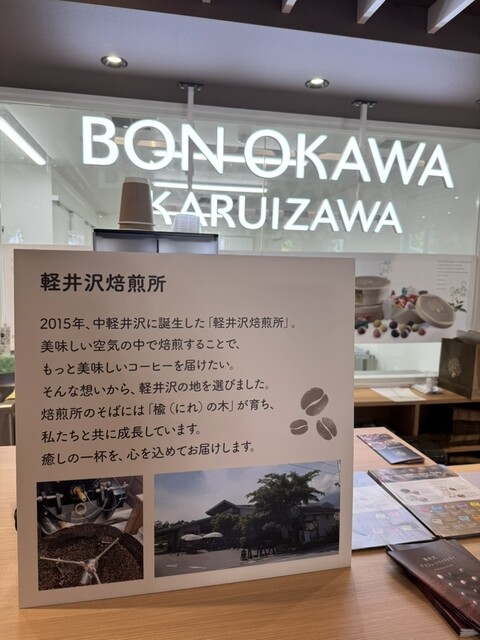 BON OKAWA
KARUIZAWA
軽井沢焙煎所
2015年、中軽井沢に誕生した「軽井沢焙煎所」。
美味しい空気の中で焙煎することで、
もっと美味しいコーヒーを届けたい。
そんな想いから、軽井沢の地を選びました。
焙煎所のそばには「楡（にれ）の木」が育ち、
私たちと共に成長しています。
癒しの一杯を、心を込めてお届けします。